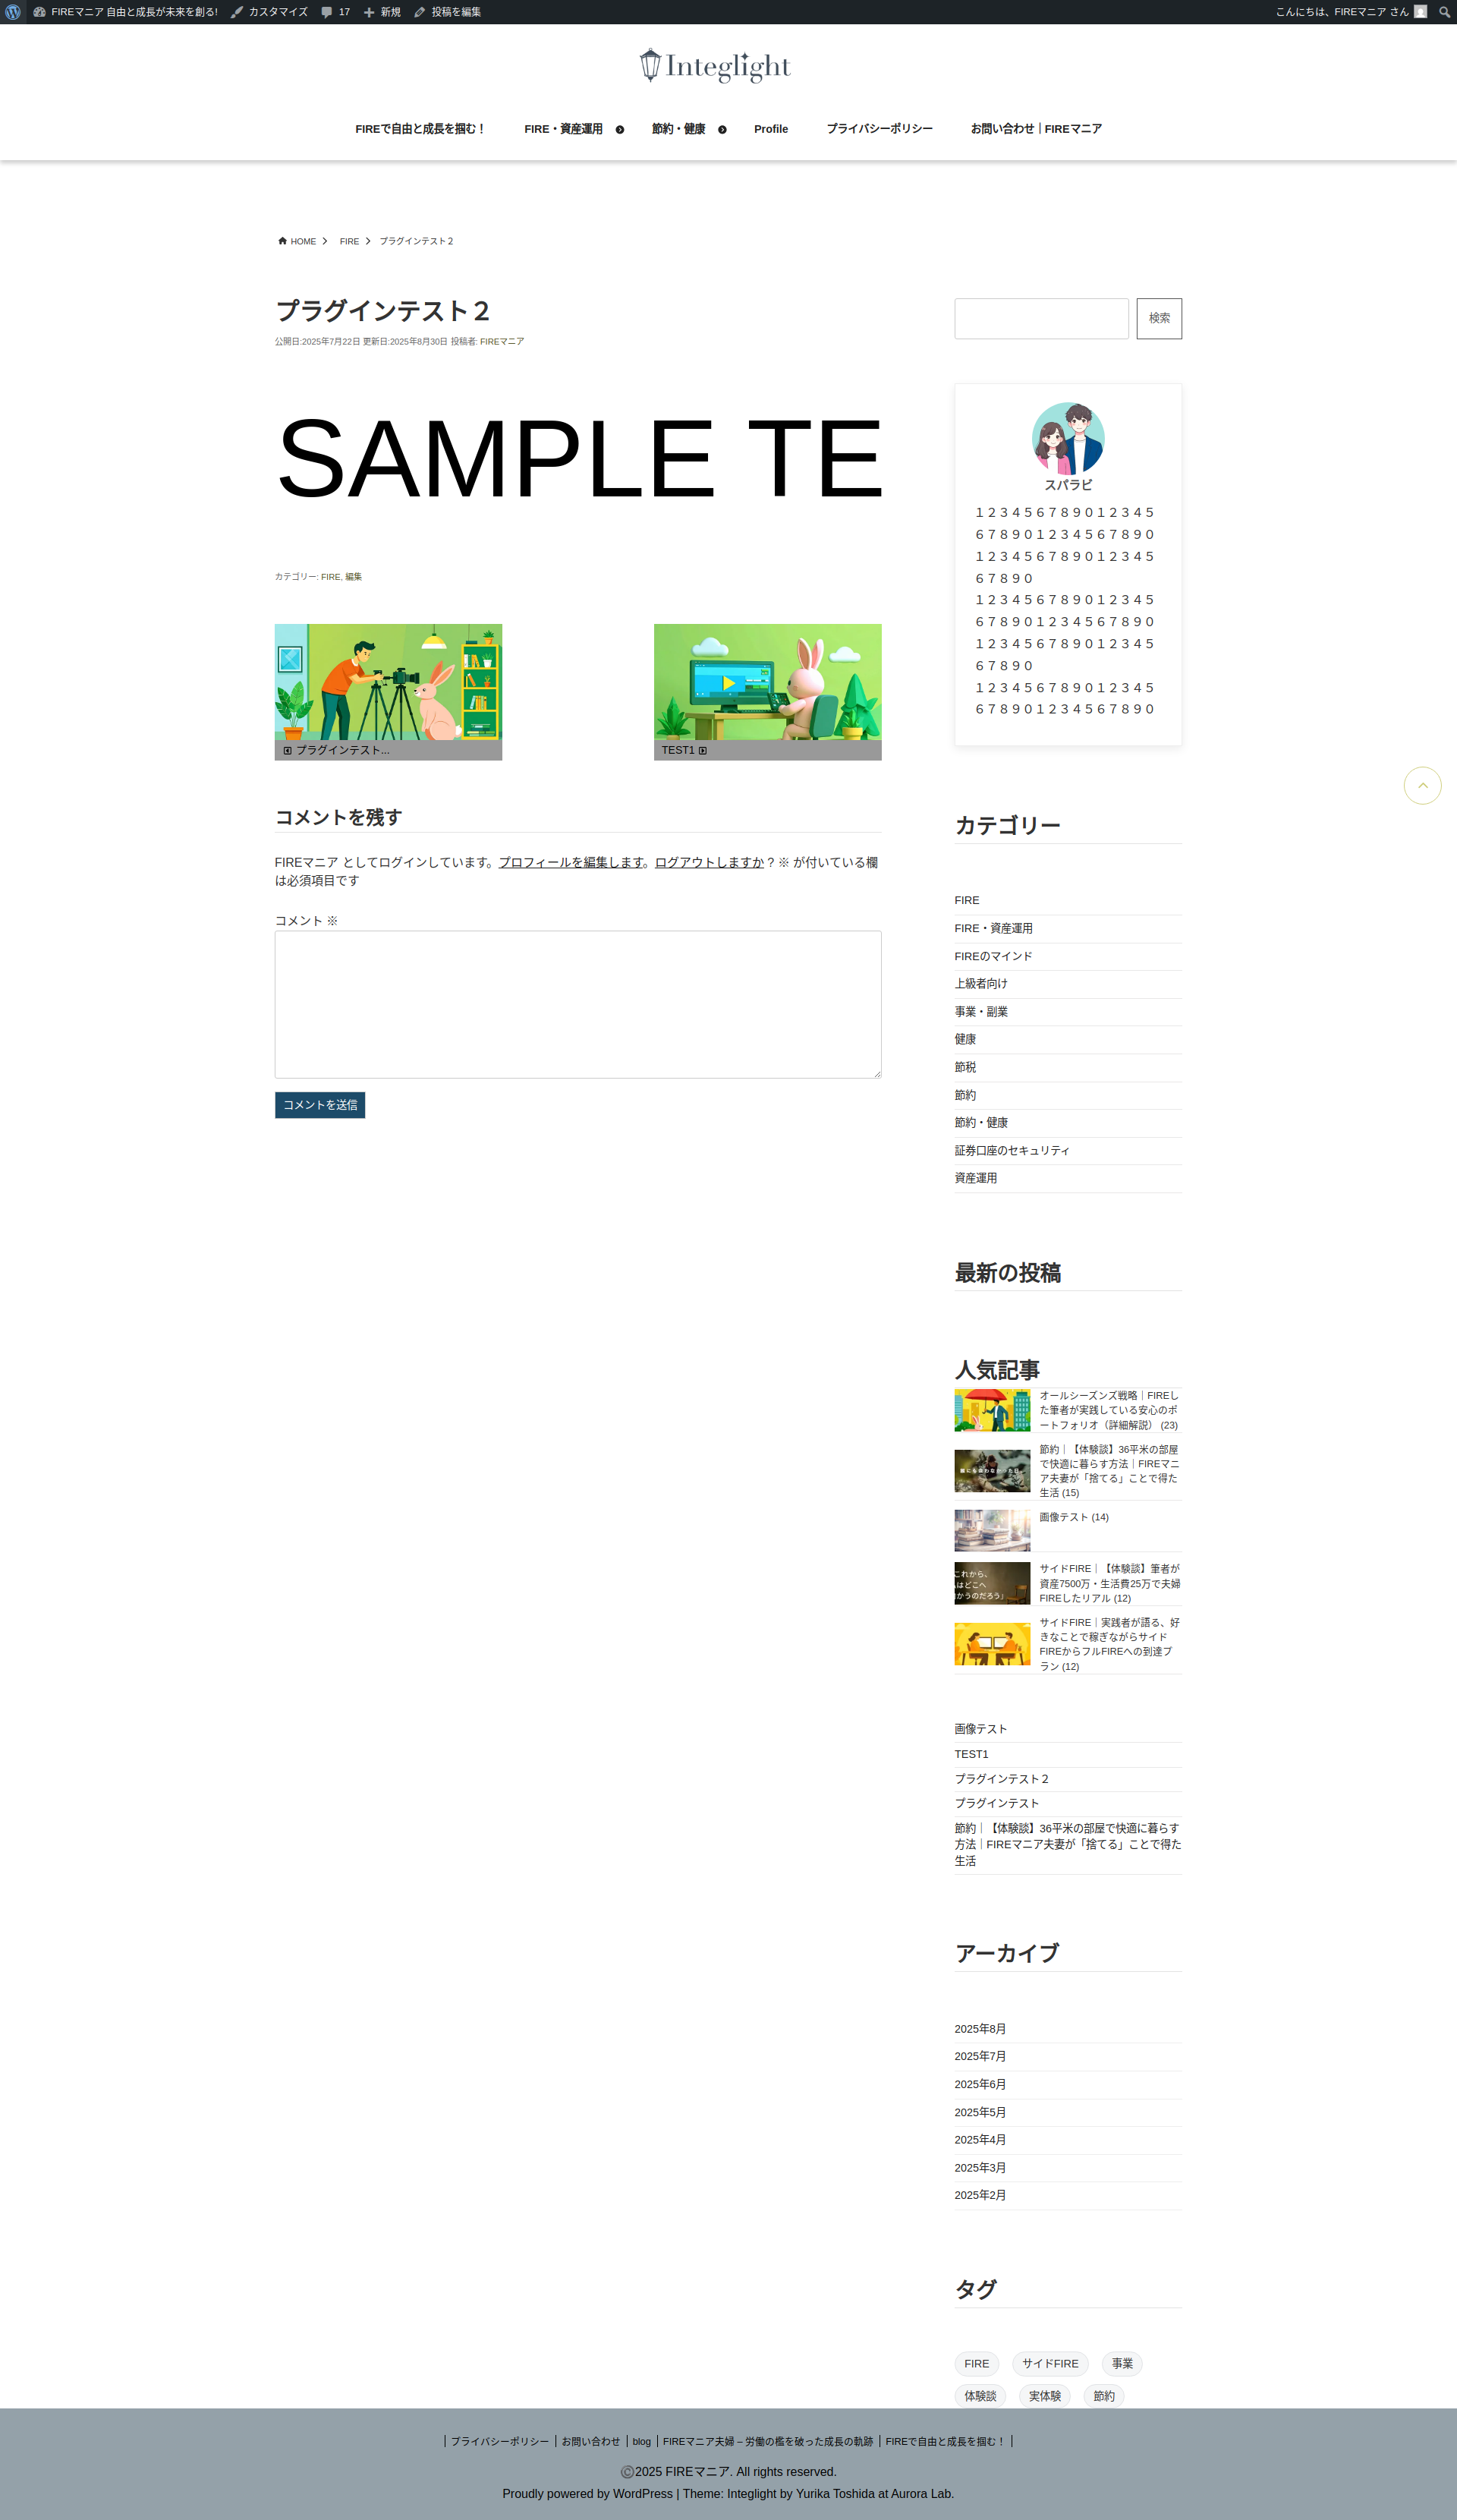 FIREマニア 自由と成長が未来を創る! カスタマイズ 17 新規 投稿を編集 こんにちは、FIREマニア さん
Integlight
FIREで自由と成長を掴む！ FIRE・資産運用 節約・健康 Profile プライバシーポリシー お問い合わせ｜FIREマニア
HOME FIRE プラグインテスト２
プラグインテスト２
公開日:2025年7月22日 更新日:2025年8月30日 投稿者: FIREマニア
SAMPLE TE
カテゴリー: FIRE, 編集
プラグインテスト...
TEST1
コメントを残す
FIREマニア としてログインしています。プロフィールを編集します。ログアウトしますか？※ が付いている欄
は必須項目です
コメント ※
コメントを送信
検索
スパラビ
１２３４５６７８９０１２３４５
６７８９０１２３４５６７８９０
１２３４５６７８９０１２３４５
６７８９０
１２３４５６７８９０１２３４５
６７８９０１２３４５６７８９０
１２３４５６７８９０１２３４５
６７８９０
１２３４５６７８９０１２３４５
６７８９０１２３４５６７８９０
カテゴリー
FIRE
FIRE・資産運用
FIREのマインド
上級者向け
事業・副業
健康
節税
節約
節約・健康
証券口座のセキュリティ
資産運用
最新の投稿
人気記事
オールシーズンズ戦略｜FIREし
た筆者が実践している安心のポ
ートフォリオ（詳細解説） (23)
節約｜【体験談】36平米の部屋
で快適に暮らす方法｜FIREマニ
ア夫妻が「捨てる」ことで得た
生活 (15)
画像テスト (14)
これから、
はどこへ
かうのだろう」
サイドFIRE｜【体験談】筆者が
資産7500万・生活費25万で夫婦
FIREしたリアル (12)
サイドFIRE｜実践者が語る、好
きなことで稼ぎながらサイド
FIREからフルFIREへの到達プ
ラン (12)
画像テスト
TEST1
プラグインテスト２
プラグインテスト
節約｜【体験談】36平米の部屋で快適に暮らす
方法｜FIREマニア夫妻が「捨てる」ことで得た
生活
アーカイブ
2025年8月
2025年7月
2025年6月
2025年5月
2025年4月
2025年3月
2025年2月
タグ
FIRE サイドFIRE 事業
体験談 実体験 節約
プライバシーポリシー お問い合わせ blog FIREマニア夫婦 – 労働の檻を破った成長の軌跡 FIREで自由と成長を掴む！
©2025 FIREマニア. All rights reserved.
Proudly powered by WordPress | Theme: Integlight by Yurika Toshida at Aurora Lab.